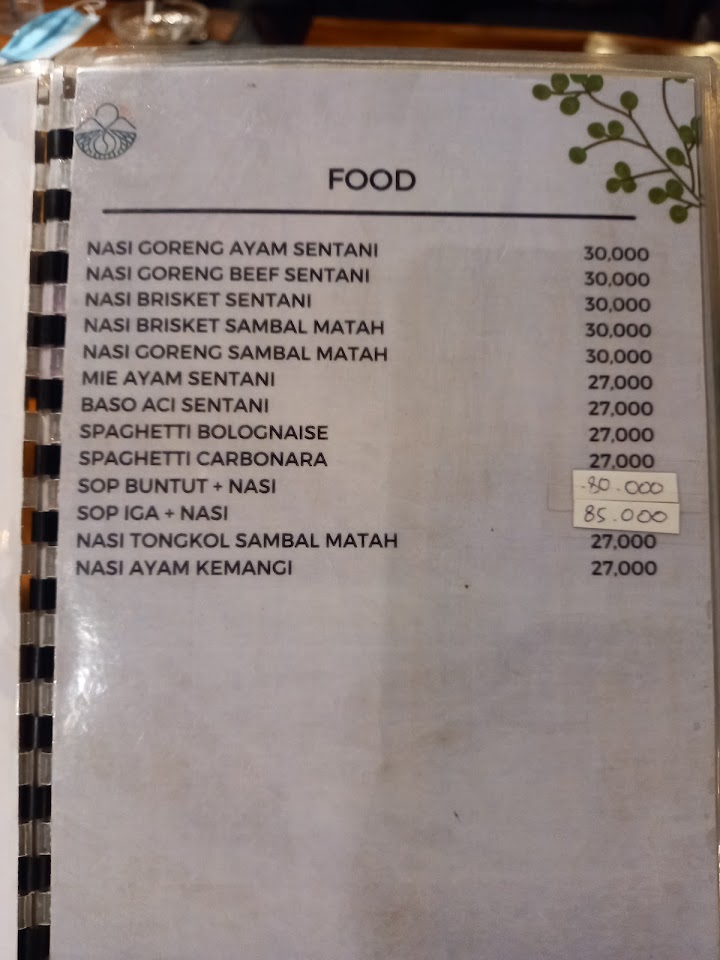 FOOD
NASI GORENG AYAM SENTANI 30,000
NASI GORENG BEEF SENTANI 30,000
NASI BRISKET SENTANI 30,000
NASI BRISKET SAMBAL MATAH 30,000
NASI GORENG SAMBAL MATAH 30,000
MIE AYAM SENTANI 27,000
BASO ACI SENTANI 27,000
SPAGHETTI BOLOGNAISE 27,000
SPAGHETTI CARBONARA 27,000
SOP BUNTUT + NASI 80.000
SOP IGA + NASI 85.000
NASI TONGKOL SAMBAL MATAH 27,000
NASI AYAM KEMANGI 27,000